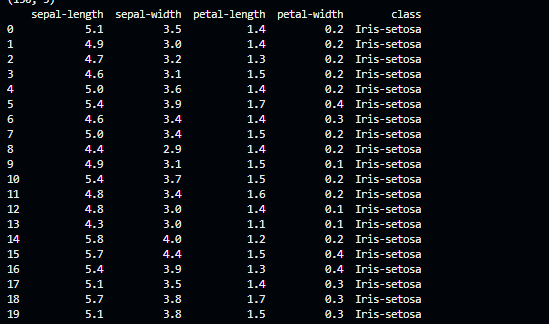 (150, 5)
sepal-length sepal-width petal-length petal-width class
0 5.1 3.5 1.4 0.2 Iris-setosa
1 4.9 3.0 1.4 0.2 Iris-setosa
2 4.7 3.2 1.3 0.2 Iris-setosa
3 4.6 3.1 1.5 0.2 Iris-setosa
4 5.0 3.6 1.4 0.2 Iris-setosa
5 5.4 3.9 1.7 0.4 Iris-setosa
6 4.6 3.4 1.4 0.3 Iris-setosa
7 5.0 3.4 1.5 0.2 Iris-setosa
8 4.4 2.9 1.4 0.2 Iris-setosa
9 4.9 3.1 1.5 0.1 Iris-setosa
10 5.4 3.7 1.5 0.2 Iris-setosa
11 4.8 3.4 1.6 0.2 Iris-setosa
12 4.8 3.0 1.4 0.1 Iris-setosa
13 4.3 3.0 1.1 0.1 Iris-setosa
14 5.8 4.0 1.2 0.2 Iris-setosa
15 5.7 4.4 1.5 0.4 Iris-setosa
16 5.4 3.9 1.3 0.4 Iris-setosa
17 5.1 3.5 1.4 0.3 Iris-setosa
18 5.7 3.8 1.7 0.3 Iris-setosa
19 5.1 3.8 1.5 0.3 Iris-setosa